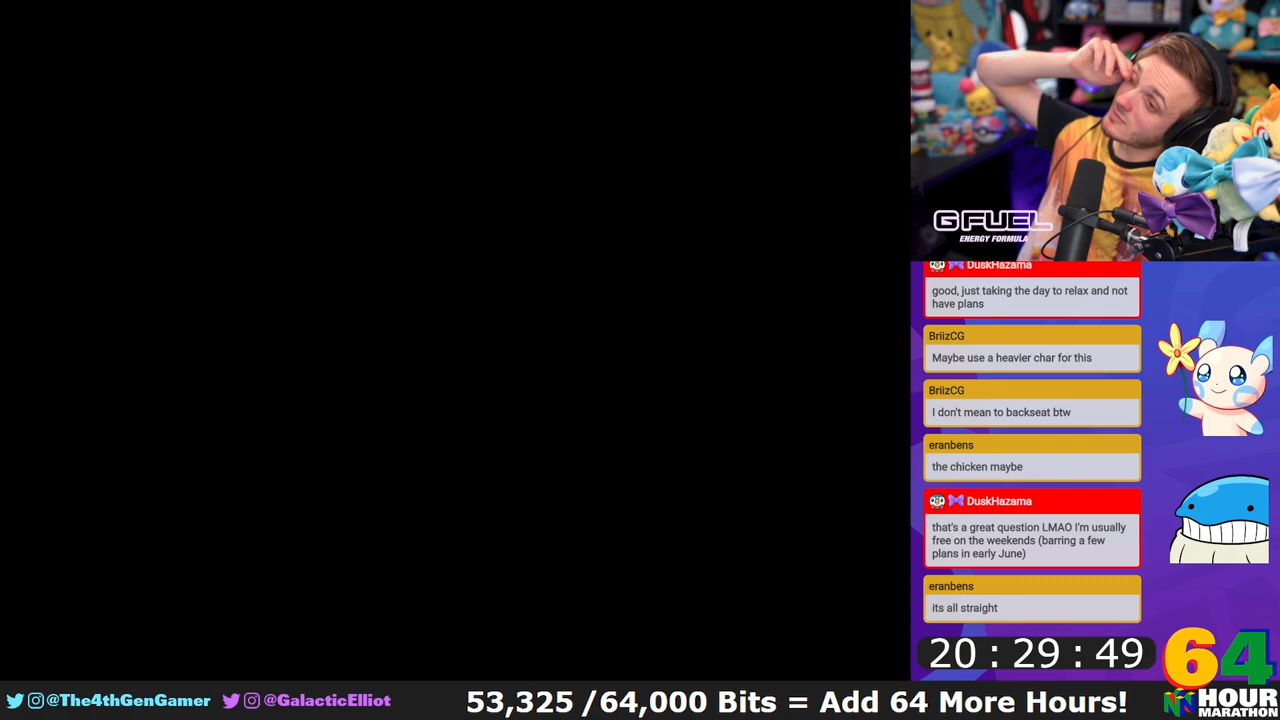 G FUEL
ENERGY FORMULA
DuskHazama
good, just taking the day to relax and not
have plans
BriizCG
Maybe use a heavier char for this
BriizCG
I don't mean to backseat btw
eranbens
the chicken maybe
DuskHazama
that's a great question LMAO I'm usually
free on the weekends (barring a few
plans in early June)
eranbens
its all straight
20 : 29 : 49
64
HOUR
MARATHON
@The4thGenGamer
@GalacticElliot
53,325 /64,000 Bits = Add 64 More Hours!